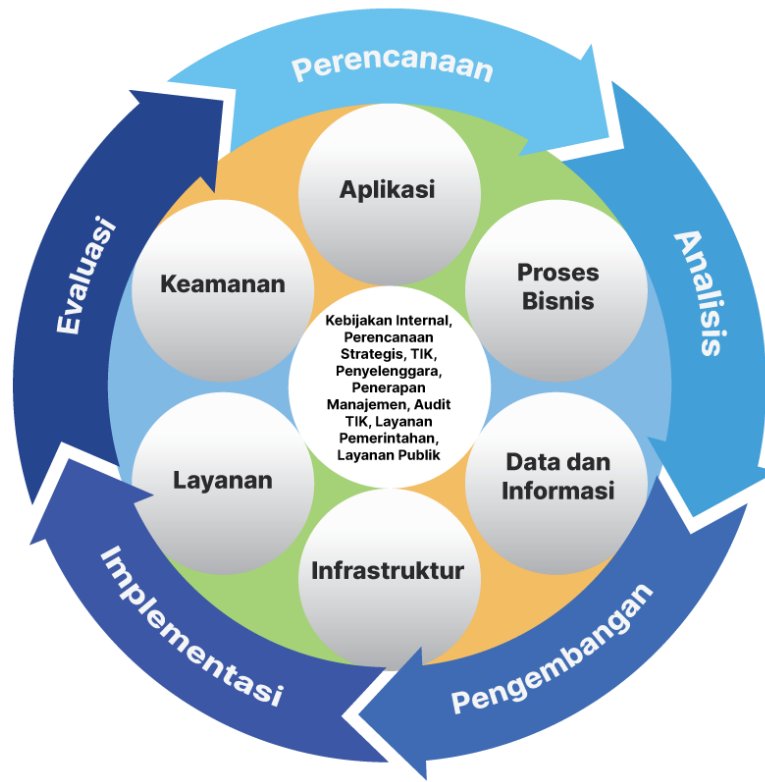 Perencanaan
Analisis
Pengembangan
Implementasi
Evaluasi
Aplikasi
Proses
Bisnis
Data dan
Informasi
Infrastruktur
Layanan
Keamanan
Kebijakan Internal,
Perencanaan
Strategis, TIK,
Penyelenggara,
Penerapan
Manajemen, Audit
TIK, Layanan
Pemerintahan,
Layanan Publik